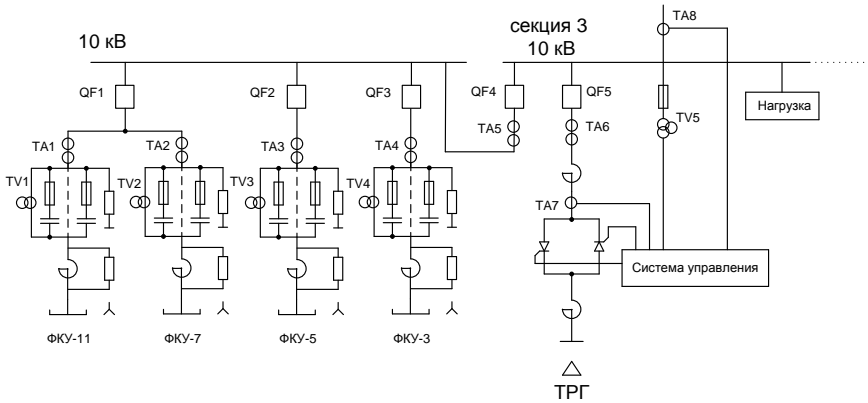 TA8
секция 3
10 кВ
10 кВ
QF1
QF2
QF3
QF4
QF5
TV5
Нагрузка
TA1
TA2
TA3
TA4
TA5
TA6
TV1
TV2
TV3
TV4
TA7
Система управления
ФКУ-11
ФКУ-7
ФКУ-5
ФКУ-3
ТРГ